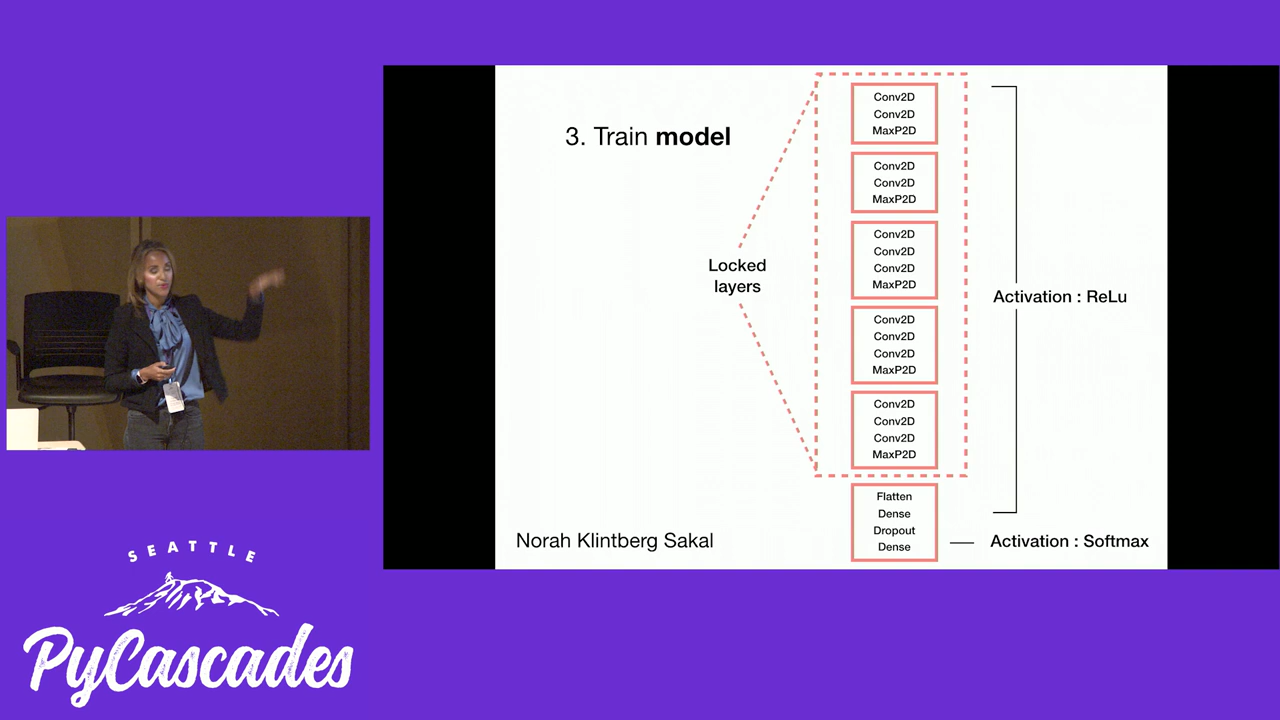 3. Train model
Locked
layers
Conv2D
Conv2D
MaxP2D
Conv2D
Conv2D
MaxP2D
Conv2D
Conv2D
Conv2D
MaxP2D
Conv2D
Conv2D
Conv2D
MaxP2D
Conv2D
Conv2D
Conv2D
MaxP2D
Flatten
Dense
Dropout
Dense
Activation : ReLu
Activation : Softmax
Norah Klintberg Sakal
SEATTLE
PyCascades